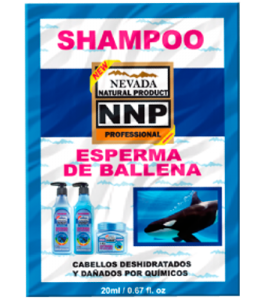 SHAMPOO
NEW
NEVADA
NATURAL PRODUCT
NNP
PROFESSIONAL
ESPERMA
DE BALLENA
CABELLOS DESHIDRATADOS
Y DAÑADOS POR QUÍMICOS
20ml / 0.67 fl. oz